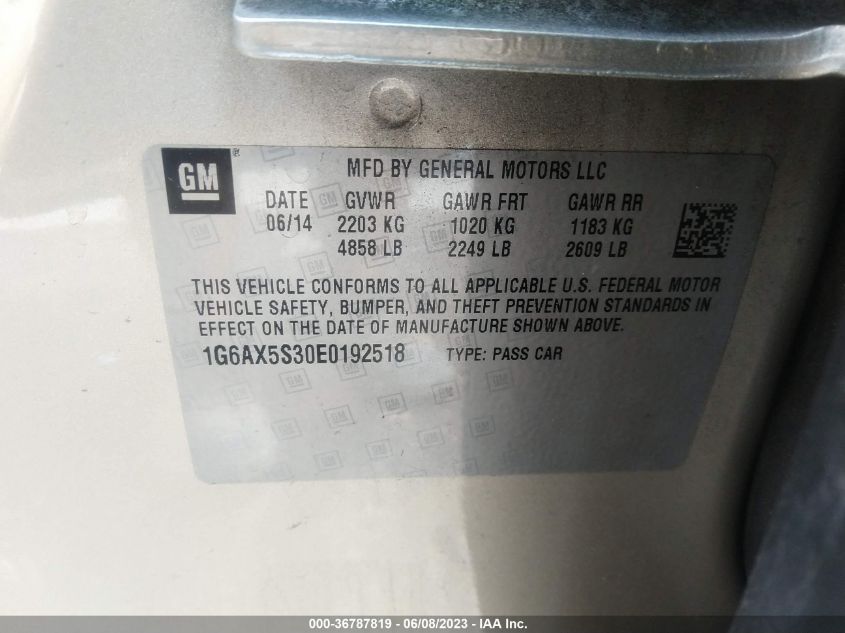 GM ® MFD BY GENERAL MOTORS LLC
DATE GVWR GAWR FRT GAWR RR
06/14 2203 KG 1020 KG 1183 KG
4858 LB 2249 LB 2609 LB
THIS VEHICLE CONFORMS TO ALL APPLICABLE U.S. FEDERAL MOTOR
VEHICLE SAFETY, BUMPER, AND THEFT PREVENTION STANDARDS IN
EFFECT ON THE DATE OF MANUFACTURE SHOWN ABOVE.
1G6AX5S30E0192518 TYPE: PASS CAR
000-36787819 - 06/08/2023 - IAA Inc.